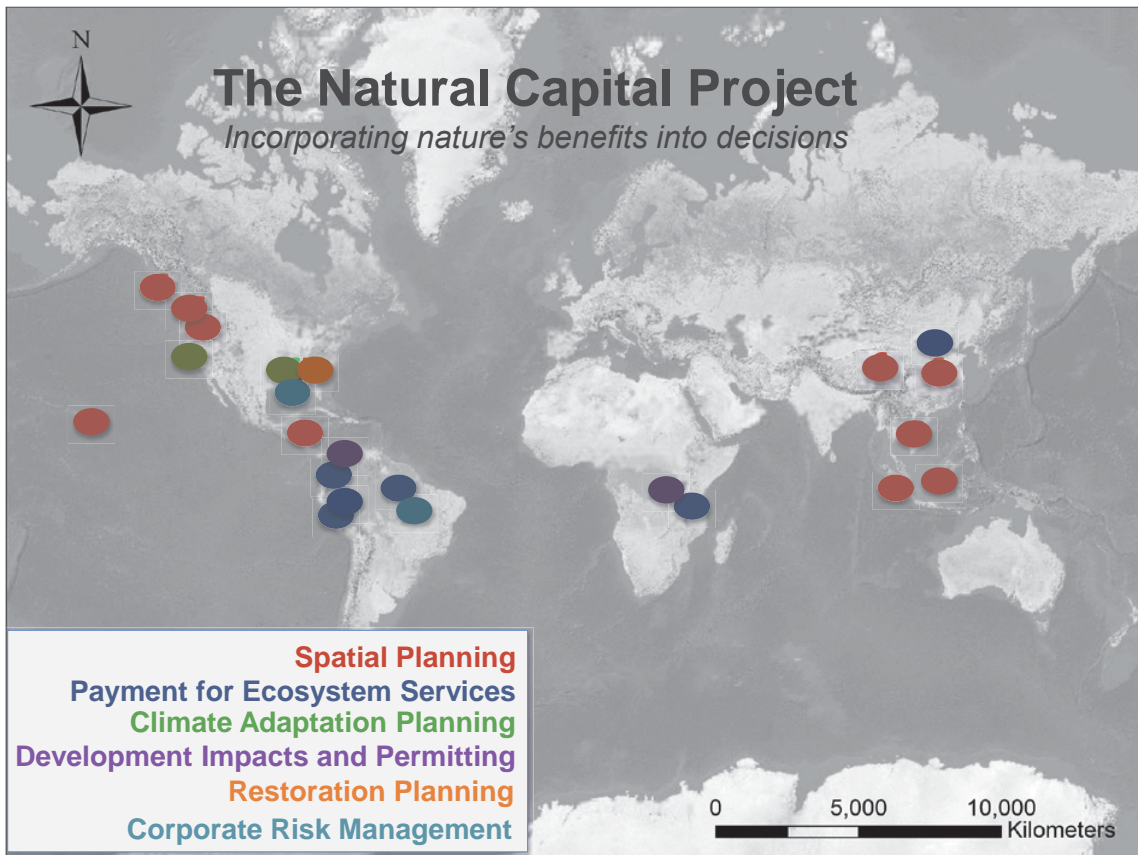 N
The Natural Capital Project
Incorporating nature's benefits into decisions
Spatial Planning
Payment for Ecosystem Services
Climate Adaptation Planning
Development Impacts and Permitting
Restoration Planning
Corporate Risk Management
0 5,000 10,000
Kilometers